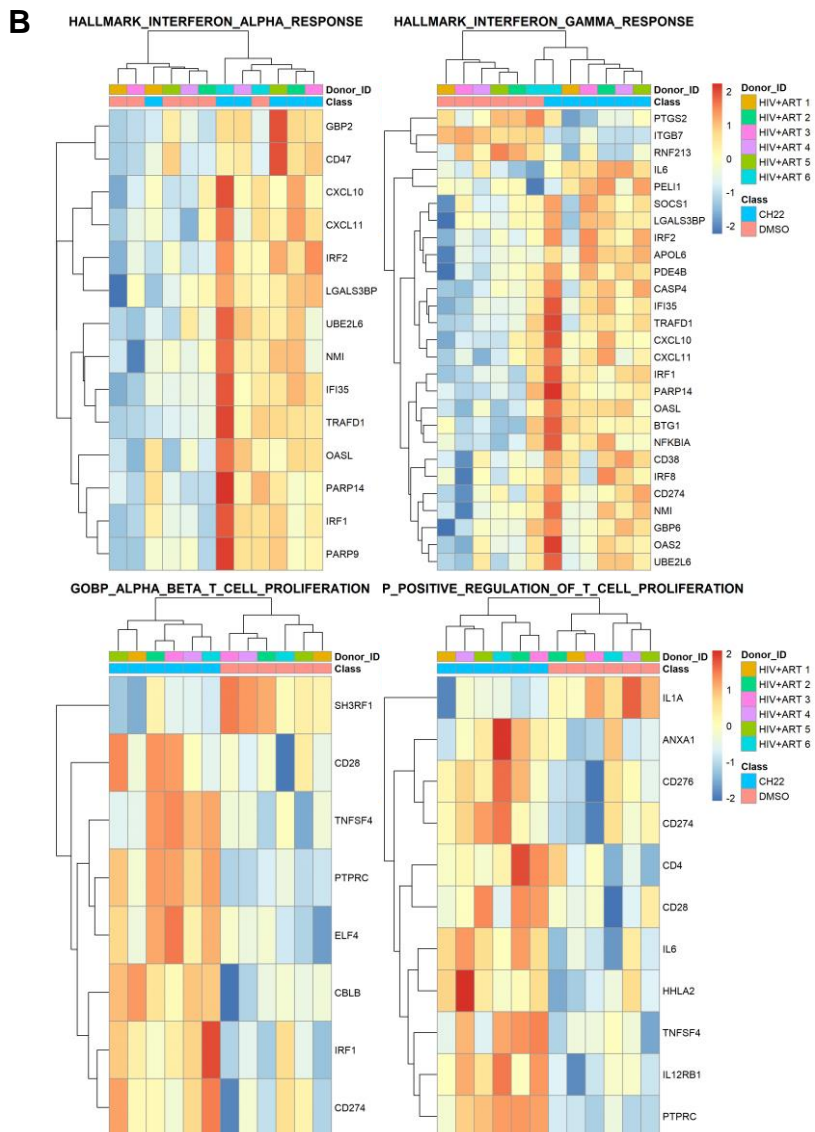 B
HALLMARK_INTERFERON_ALPHA_RESPONSE
Donor_ID
Class
GBP2
CD47
CXCL10
CXCL11
IRF2
LGALS3BP
UBE2L6
NMI
IFI35
TRAFD1
OASL
PARP14
IRF1
PARP9
HALLMARK_INTERFERON_GAMMA_RESPONSE
Donor_ID
Class
PTGS2
ITGB7
RNF213
IL6
PELI1
SOCS1
LGALS3BP
IRF2
APOL6
PDE4B
CASP4
IFI35
TRAFD1
CXCL10
CXCL11
IRF1
PARP14
OASL
BTG1
NFKBIA
CD38
IRF8
CD274
NMI
GBP6
OAS2
UBE2L6
2
1
0
-1
-2
Donor_ID
HIV+ART 1
HIV+ART 2
HIV+ART 3
HIV+ART 4
HIV+ART 5
HIV+ART 6
Class
CH22
DMSO
GOBP_ALPHA_BETA_T_CELL_PROLIFERATION
Donor_ID
Class
SH3RF1
CD28
TNFSF4
PTPRC
ELF4
CBLB
IRF1
CD274
P_POSITIVE_REGULATION_OF_T_CELL_PROLIFERATION
Donor_ID
Class
IL1A
ANXA1
CD276
CD274
CD4
CD28
IL6
HHLA2
TNFSF4
IL12RB1
PTPRC
2
1
0
-1
-2
Donor_ID
HIV+ART 1
HIV+ART 2
HIV+ART 3
HIV+ART 4
HIV+ART 5
HIV+ART 6
Class
CH22
DMSO